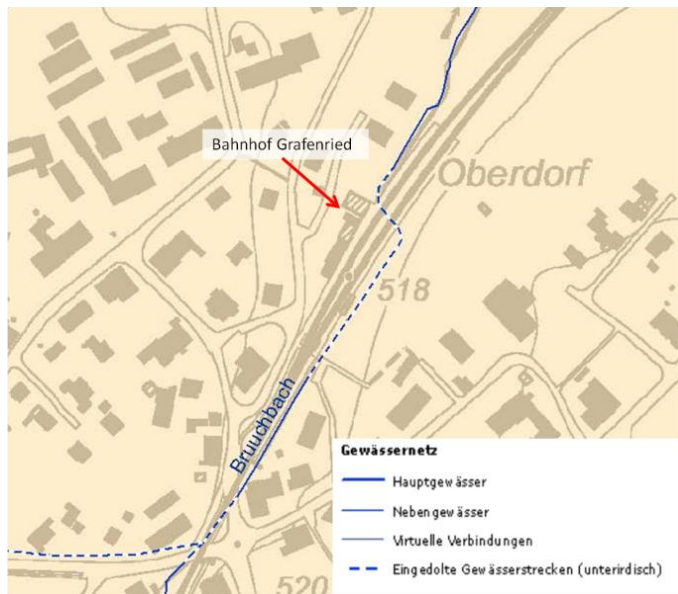 Bahnhof Grafenried
Oberdorf
518
Bruuchbach
520
Gewässernetz
Hauptgewässer
Nebengewässer
Virtuelle Verbindungen
Eingedolte Gewässerstrecken (unterirdisch)